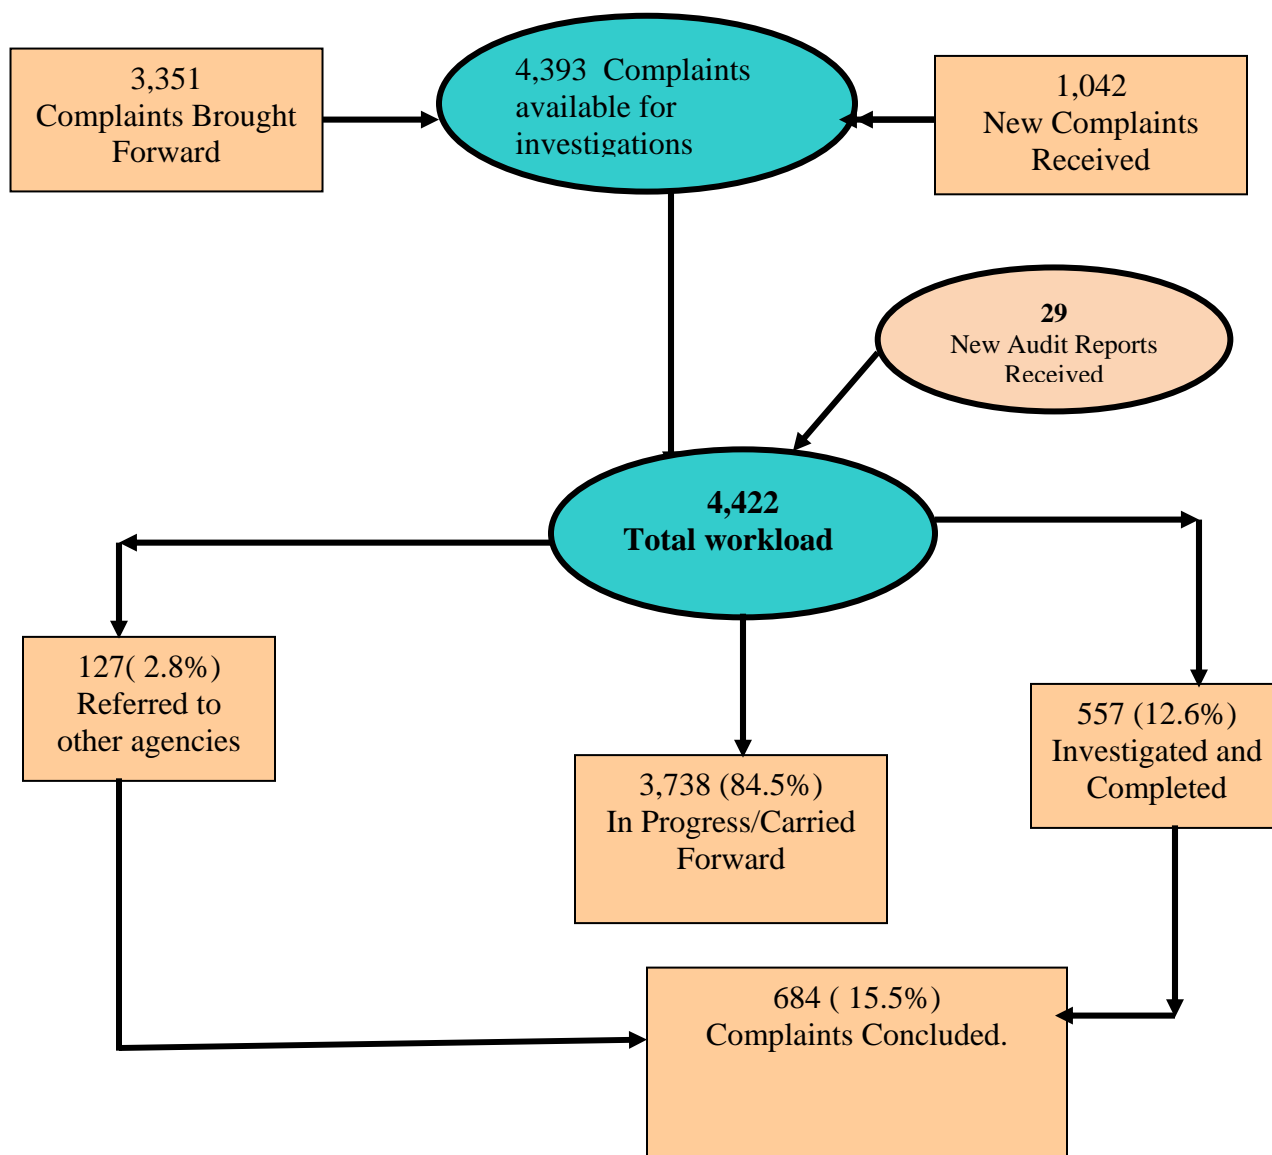 3,351
Complaints Brought
Forward
4,393 Complaints
available for
investigations
1,042
New Complaints
Received
29
New Audit Reports
Received
4,422
Total workload
127( 2.8%)
Referred to
other agencies
3,738 (84.5%)
In Progress/Carried
Forward
557 (12.6%)
Investigated and
Completed
684 ( 15.5%)
Complaints Concluded.